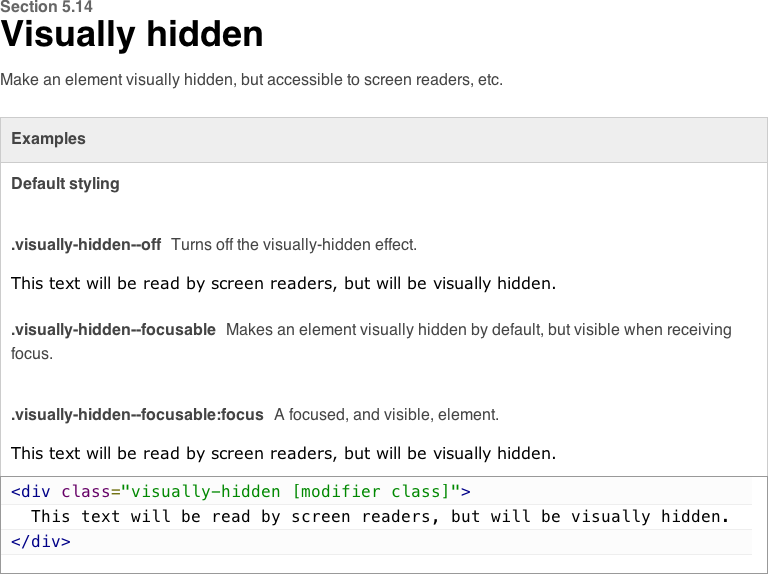 Section 5.14
Visually hidden
Make an element visually hidden, but accessible to screen readers, etc.
Examples
Default styling
.visually-hidden--off Turns off the visually-hidden effect.
This text will be read by screen readers, but will be visually hidden.
.visually-hidden--focusable Makes an element visually hidden by default, but visible when receiving
focus.
.visually-hidden--focusable:focus A focused, and visible, element.
This text will be read by screen readers, but will be visually hidden.
<div class="visually-hidden [modifier class]">
  This text will be read by screen readers, but will be visually hidden.
</div>